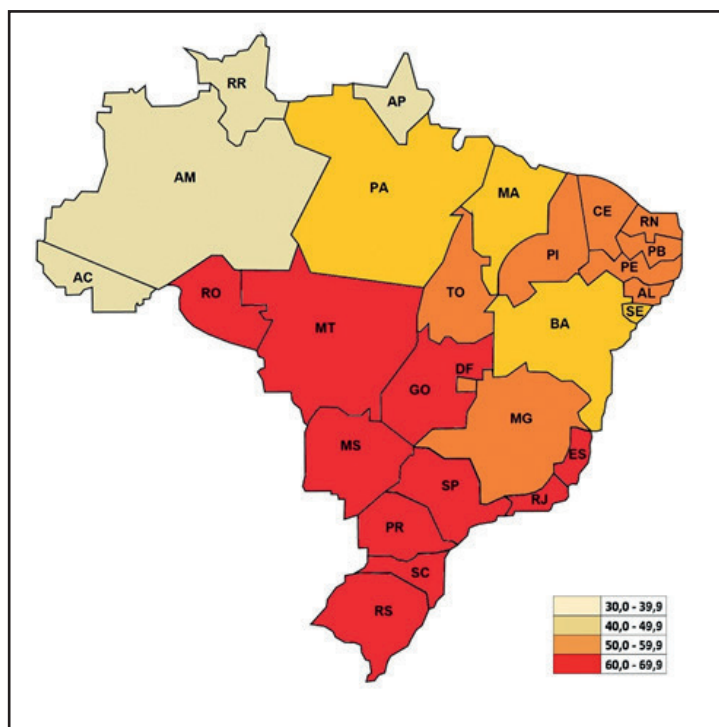 RR
AP
AM
PA
MA
CE
RN
PB
PI
PE
AC
AL
TO
SE
RO
BA
MT
DF
GO
MG
MS
ES
SP
RJ
PR
SC
RS
30,0 - 39,9
40,0 - 49,9
50,0 - 59,9
60,0 - 69,9